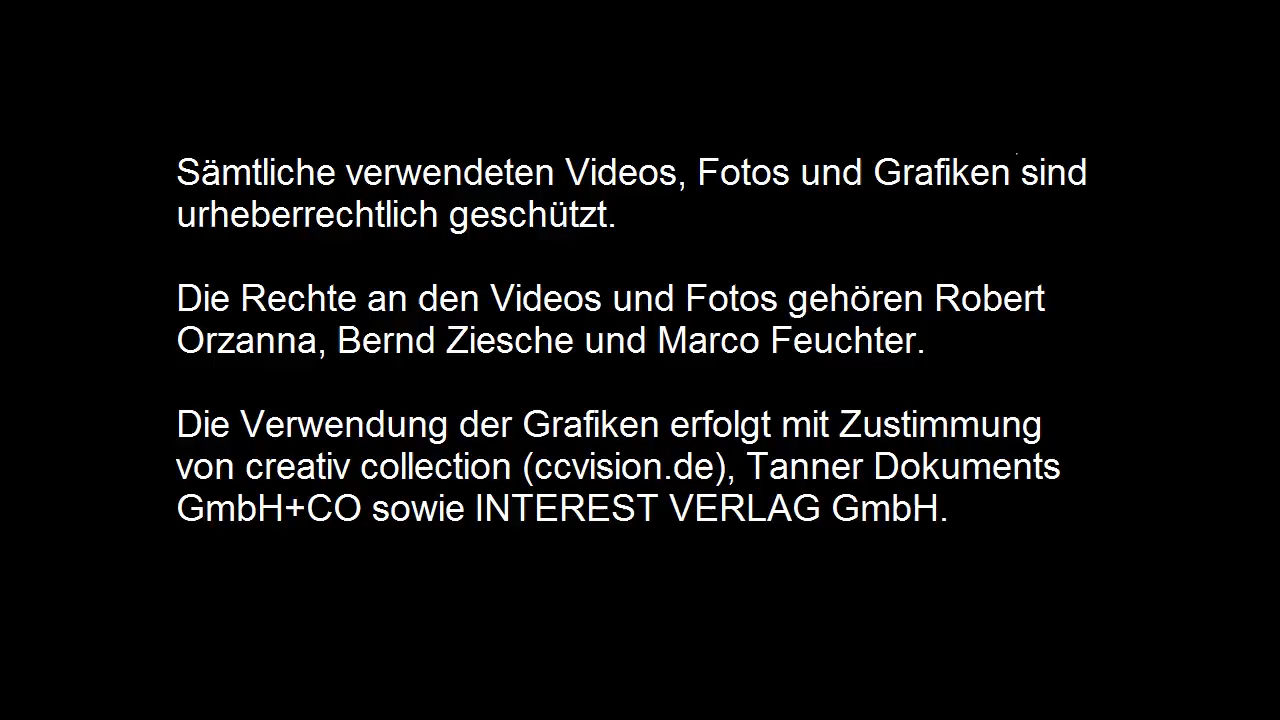 Sämtliche verwendeten Videos, Fotos und Grafiken sind
urheberrechtlich geschützt.
Die Rechte an den Videos und Fotos gehören Robert
Orzanna, Bernd Ziesche und Marco Feuchter.
Die Verwendung der Grafiken erfolgt mit Zustimmung
von creativ collection (ccvision.de), Tanner Dokuments
GmbH+CO sowie INTEREST VERLAG GmbH.